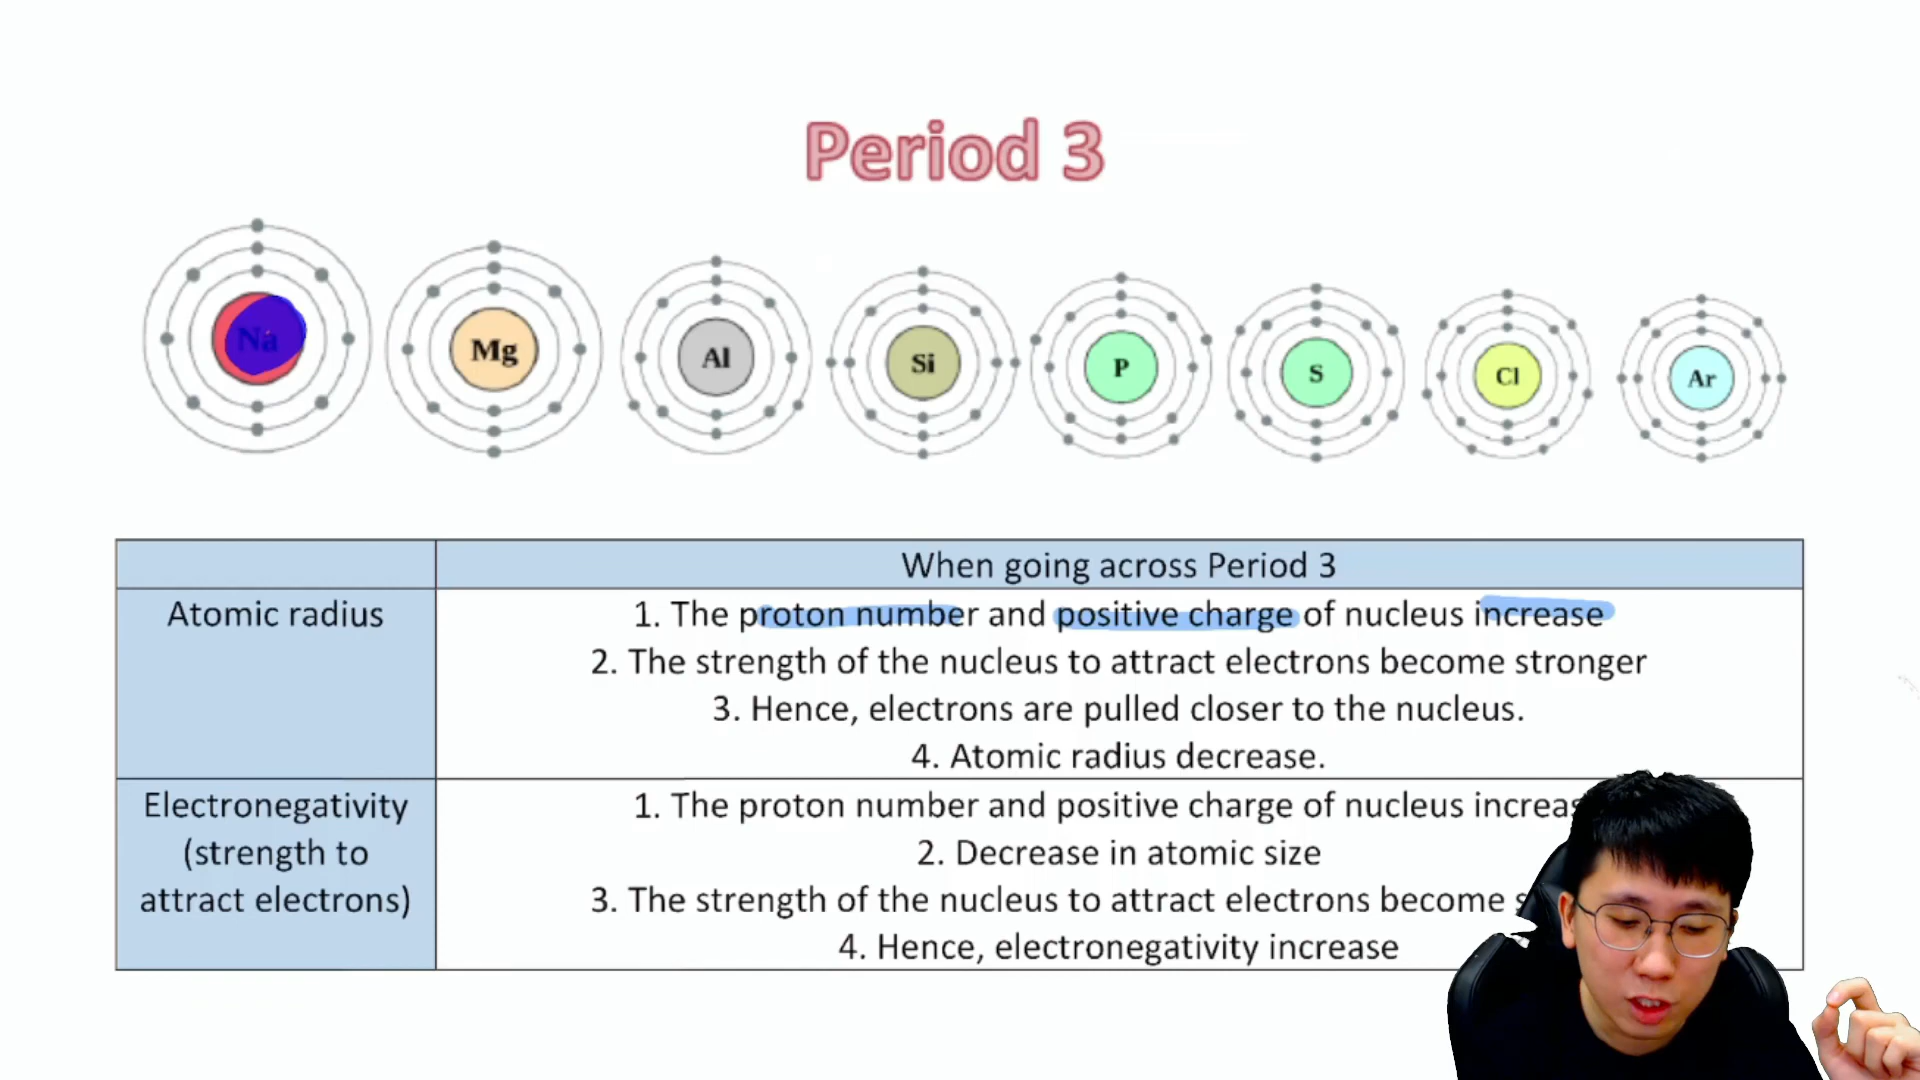 Period 3
Na Mg Al Si P S Cl Ar
When going across Period 3
Atomic radius
1. The proton number and positive charge of nucleus increase
2. The strength of the nucleus to attract electrons become stronger
3. Hence, electrons are pulled closer to the nucleus.
4. Atomic radius decrease.
Electronegativity
(strength to
attract electrons)
1. The proton number and positive charge of nucleus
2. Decrease in atomic size
3. The strength of the nucleus to attract electrons become
4. Hence, electronegativity increase